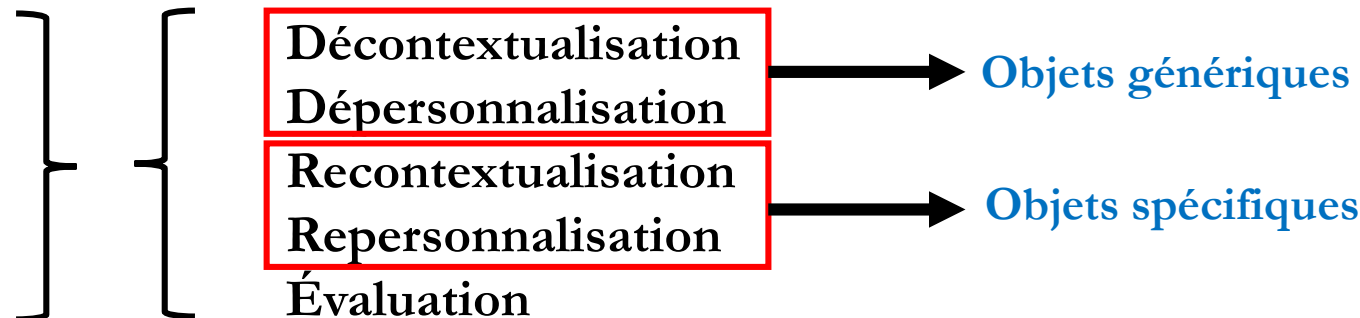 Décontextualisation
Dépersonnalisation
Objets génériques
Recontextualisation
Repersonnalisation
Objets spécifiques
Évaluation